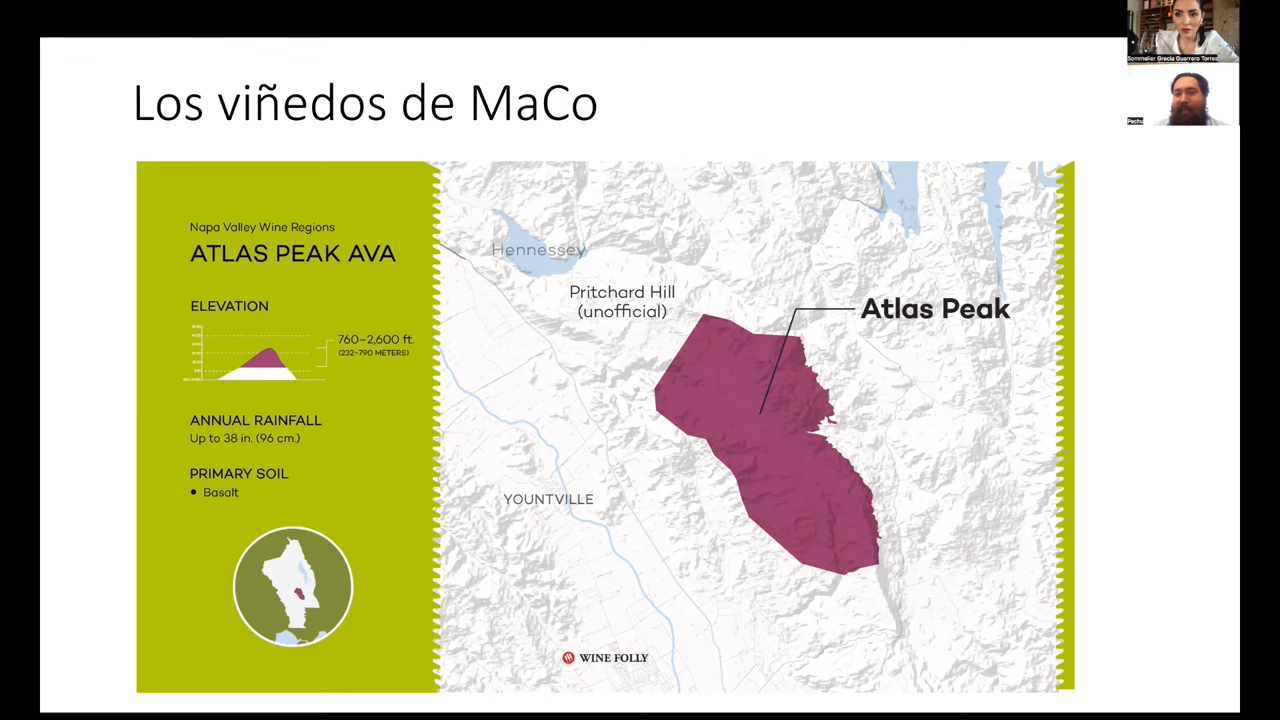 Los viñedos de MaCo
Sommelier Grecia Guerrero Torres
Pechu
Napa Valley Wine Regions
ATLAS PEAK AVA
ELEVATION
760–2,600 ft.
(232–790 METERS)
ANNUAL RAINFALL
Up to 38 in. (96 cm.)
PRIMARY SOIL
• Basalt
Hennessey
Pritchard Hill
(unofficial)
Atlas Peak
YOUNTVILLE
WINE FOLLY